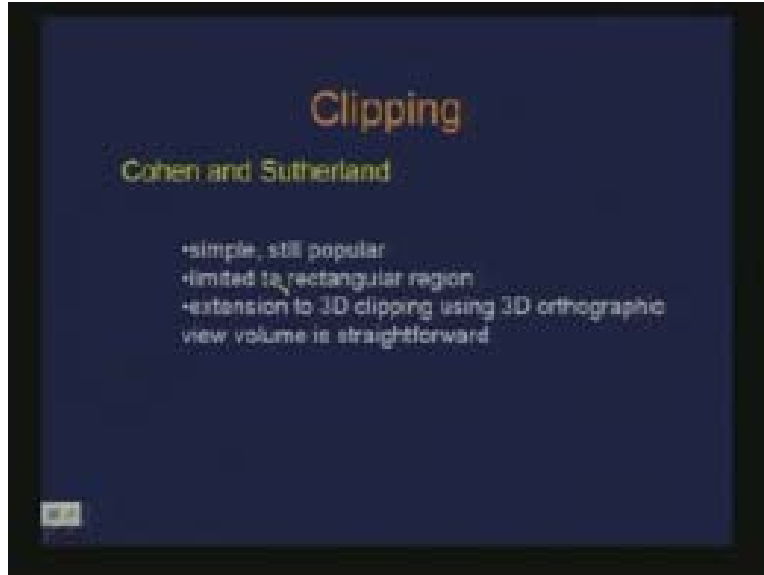 Clipping
Cohen and Sutherland
•simple, still popular
•limited to rectangular region
•extension to 3D clipping using 3D orthographic
view volume is straightforward